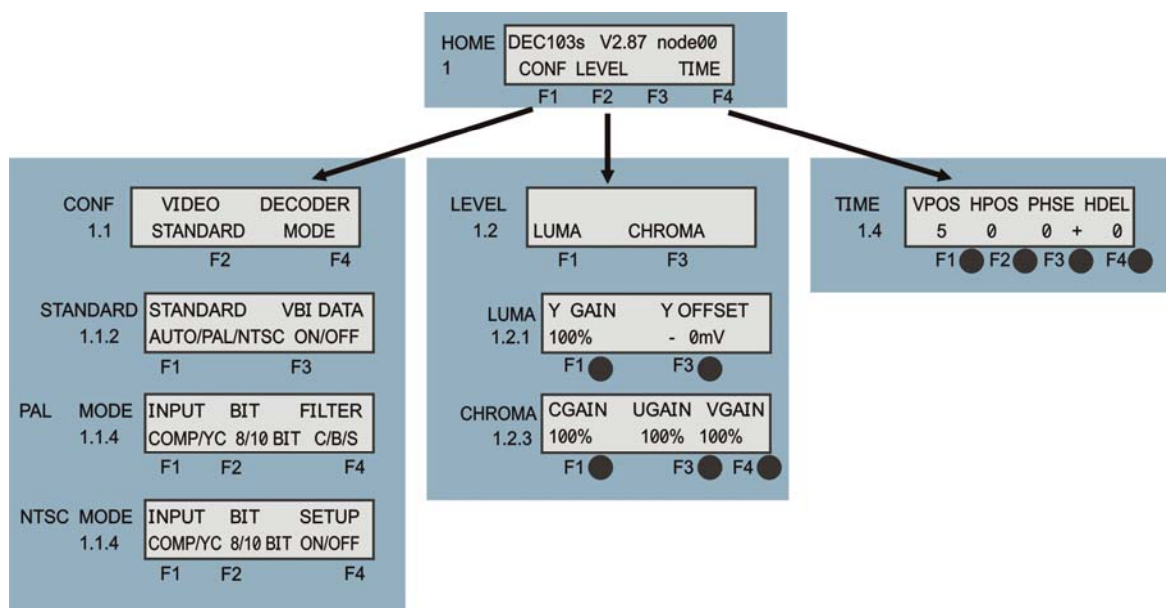 HOME DEC103s V2.87 node00
1 CONF LEVEL TIME
F1 F2 F3 F4
CONF VIDEO DECODER
1.1 STANDARD MODE
F2 F4
STANDARD STANDARD VBI DATA
1.1.2 AUTO/PAL/NTSC ON/OFF
F1 F3
PAL MODE INPUT BIT FILTER
1.1.4 COMP/YC 8/10 BIT C/B/S
F1 F2 F4
NTSC MODE INPUT BIT SETUP
1.1.4 COMP/YC 8/10 BIT ON/OFF
F1 F2 F4
LEVEL
1.2 LUMA CHROMA
F1 F3
LUMA Y GAIN Y OFFSET
1.2.1 100% - 0mV
F1 F3
CHROMA CGAIN UGAIN VGAIN
1.2.3 100% 100% 100%
F1 F3 F4
TIME VPOS HPOS PHSE HDEL
1.4 5 0 0 + 0
F1 F2 F3 F4